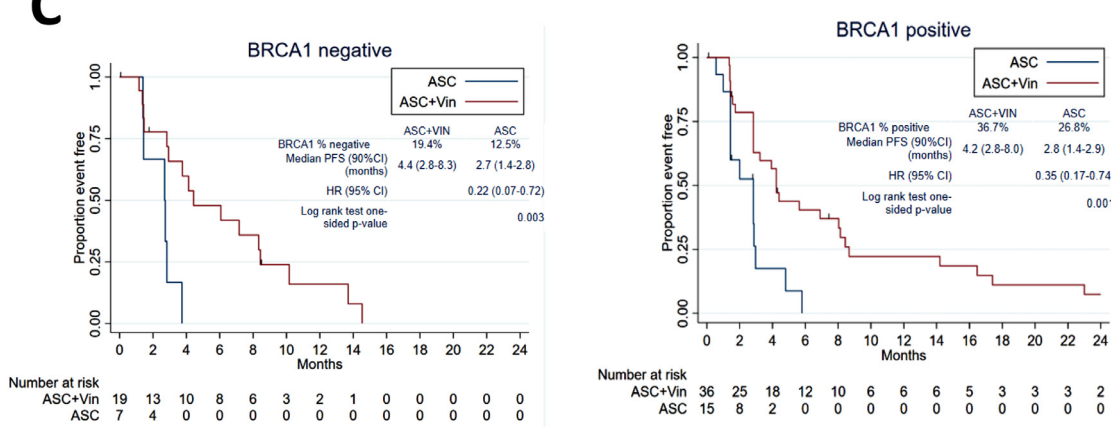 C
BRCA1 negative
ASC
ASC+Vin
ASC+VIN ASC
BRCA1 % negative 19.4% 12.5%
Median PFS (90%CI) 4.4 (2.8-8.3) 2.7 (1.4-2.8)
(months)
HR (95% CI) 0.22 (0.07-0.72)
Log rank test one-
sided p-value 0.003
Proportion event free
1.00
0.75
0.50
0.25
0.00
0 2 4 6 8 10 12 14 16 18 20 22 24
Months
Number at risk
ASC+Vin 19 13 10 8 6 3 2 1 0 0 0 0 0
ASC 7 4 0 0 0 0 0 0 0 0 0 0 0
BRCA1 positive
ASC
ASC+Vin
ASC+VIN ASC
BRCA1 % positive 36.7% 26.8%
Median PFS (90%CI) 4.2 (2.8-8.0) 2.8 (1.4-2.9)
(months)
HR (95% CI) 0.35 (0.17-0.74
Log rank test one-
sided p-value 0.001
Proportion event free
1.00
0.75
0.50
0.25
0.00
0 2 4 6 8 10 12 14 16 18 20 22 24
Months
Number at risk
ASC+Vin 36 25 18 12 10 6 6 6 5 3 3 3 2
ASC 15 8 2 0 0 0 0 0 0 0 0 0 0